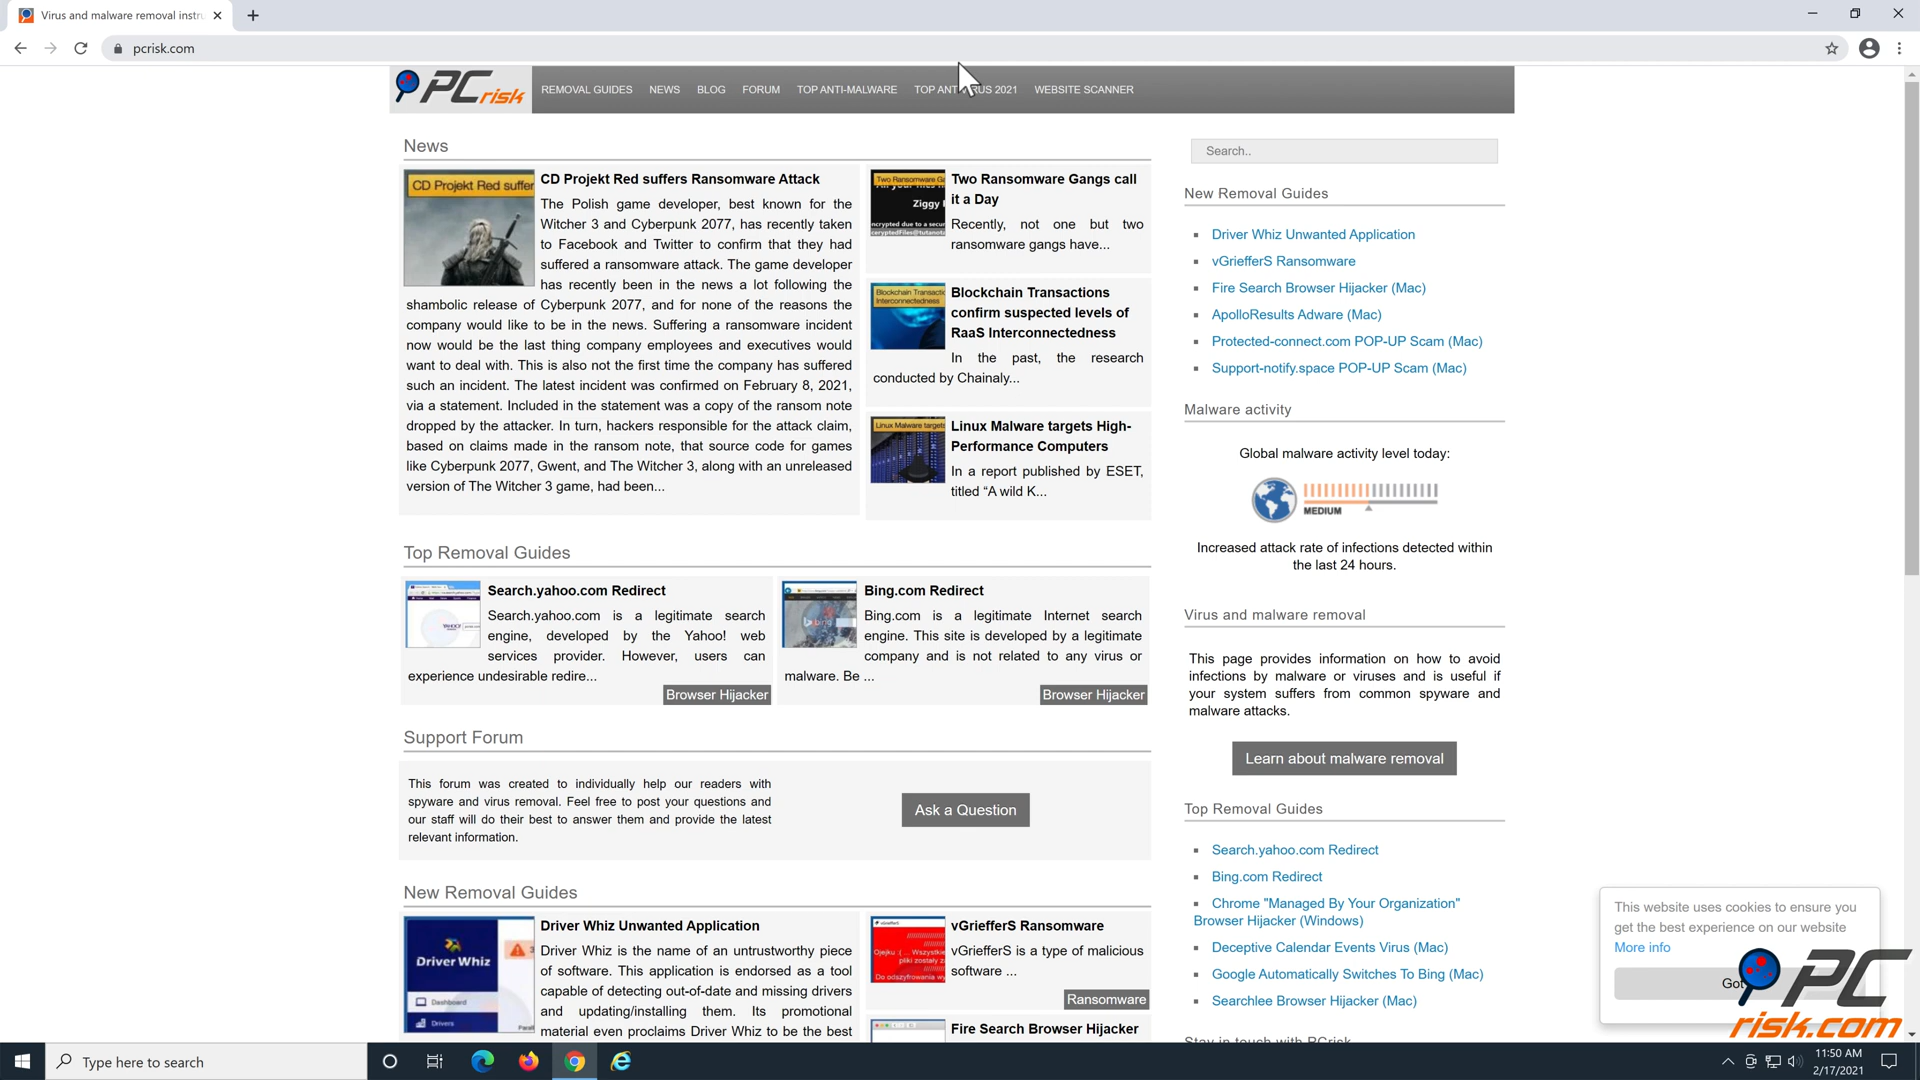 Virus and malware removal instru
pcrisk.com
PCrisk
REMOVAL GUIDES NEWS BLOG FORUM TOP ANTI-MALWARE TOP ANTIVIRUS 2021 WEBSITE SCANNER
News
CD Projekt Red suffer
CD Projekt Red suffers Ransomware Attack
The Polish game developer, best known for the
Witcher 3 and Cyberpunk 2077, has recently taken
to Facebook and Twitter to confirm that they had
suffered a ransomware attack. The game developer
has recently been in the news a lot following the
shambolic release of Cyberpunk 2077, and for none of the reasons the
company would like to be in the news. Suffering a ransomware incident
now would be the last thing company employees and executives would
want to deal with. This is also not the first time the company has suffered
such an incident. The latest incident was confirmed on February 8, 2021,
via a statement. Included in the statement was a copy of the ransom note
dropped by the attacker. In turn, hackers responsible for the attack claim,
based on claims made in the ransom note, that source code for games
like Cyberpunk 2077, Gwent, and The Witcher 3, along with an unreleased
version of The Witcher 3 game, had been...
Two Ransomware Ga
Ziggy
Two Ransomware Gangs call
it a Day
Recently, not one but two
ransomware gangs have...
Blockchain Transactic
Interconnectedness
Blockchain Transactions
confirm suspected levels of
RaaS Interconnectedness
In the past, the research
conducted by Chainaly...
Linux Malware targets
Linux Malware targets High-
Performance Computers
In a report published by ESET,
titled “A wild K...
Top Removal Guides
Search.yahoo.com Redirect
Search.yahoo.com is a legitimate search
engine, developed by the Yahoo! web
services provider. However, users can
experience undesirable redire...
Browser Hijacker
Bing.com Redirect
Bing.com is a legitimate Internet search
engine. This site is developed by a legitimate
company and is not related to any virus or
malware. Be ...
Browser Hijacker
Support Forum
This forum was created to individually help our readers with
spyware and virus removal. Feel free to post your questions and
our staff will do their best to answer them and provide the latest
relevant information.
Ask a Question
New Removal Guides
Driver Whiz
Dashboard
Drivers
Driver Whiz Unwanted Application
Driver Whiz is the name of an untrustworthy piece
of software. This application is endorsed as a tool
capable of detecting out-of-date and missing drivers
and updating/installing them. Its promotional
material even proclaims Driver Whiz to be the best
vGriefferS Ransomware
vGriefferS is a type of malicious
software ...
Ransomware
Fire Search Browser Hijacker
Search..
New Removal Guides
Driver Whiz Unwanted Application
vGriefferS Ransomware
Fire Search Browser Hijacker (Mac)
ApolloResults Adware (Mac)
Protected-connect.com POP-UP Scam (Mac)
Support-notify.space POP-UP Scam (Mac)
Malware activity
Global malware activity level today:
MEDIUM
Increased attack rate of infections detected within
the last 24 hours.
Virus and malware removal
This page provides information on how to avoid
infections by malware or viruses and is useful if
your system suffers from common spyware and
malware attacks.
Learn about malware removal
Top Removal Guides
Search.yahoo.com Redirect
Bing.com Redirect
Chrome "Managed By Your Organization"
Browser Hijacker (Windows)
Deceptive Calendar Events Virus (Mac)
Google Automatically Switches To Bing (Mac)
Searchlee Browser Hijacker (Mac)
Stay in touch with PCrisk
This website uses cookies to ensure you
get the best experience on our website
More info
Got
PC
risk.com
Type here to search
11:50 AM
2/17/2021